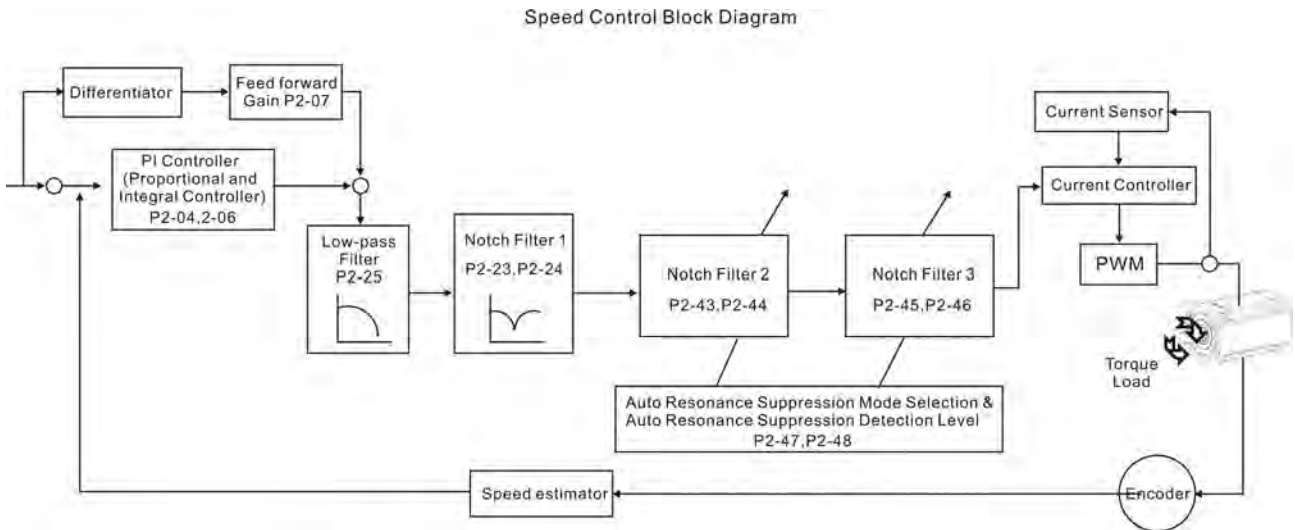 Speed Control Block Diagram
Differentiator
Feed forward
Gain P2-07
PI Controller
(Proportional and
Integral Controller)
P2-04,2-06
Low-pass
Filter
P2-25
Notch Filter 1
P2-23,P2-24
Notch Filter 2
P2-43,P2-44
Notch Filter 3
P2-45,P2-46
Current Sensor
Current Controller
PWM
Torque
Load
Auto Resonance Suppression Mode Selection &
Auto Resonance Suppression Detection Level
P2-47,P2-48
Speed estimator
Encoder